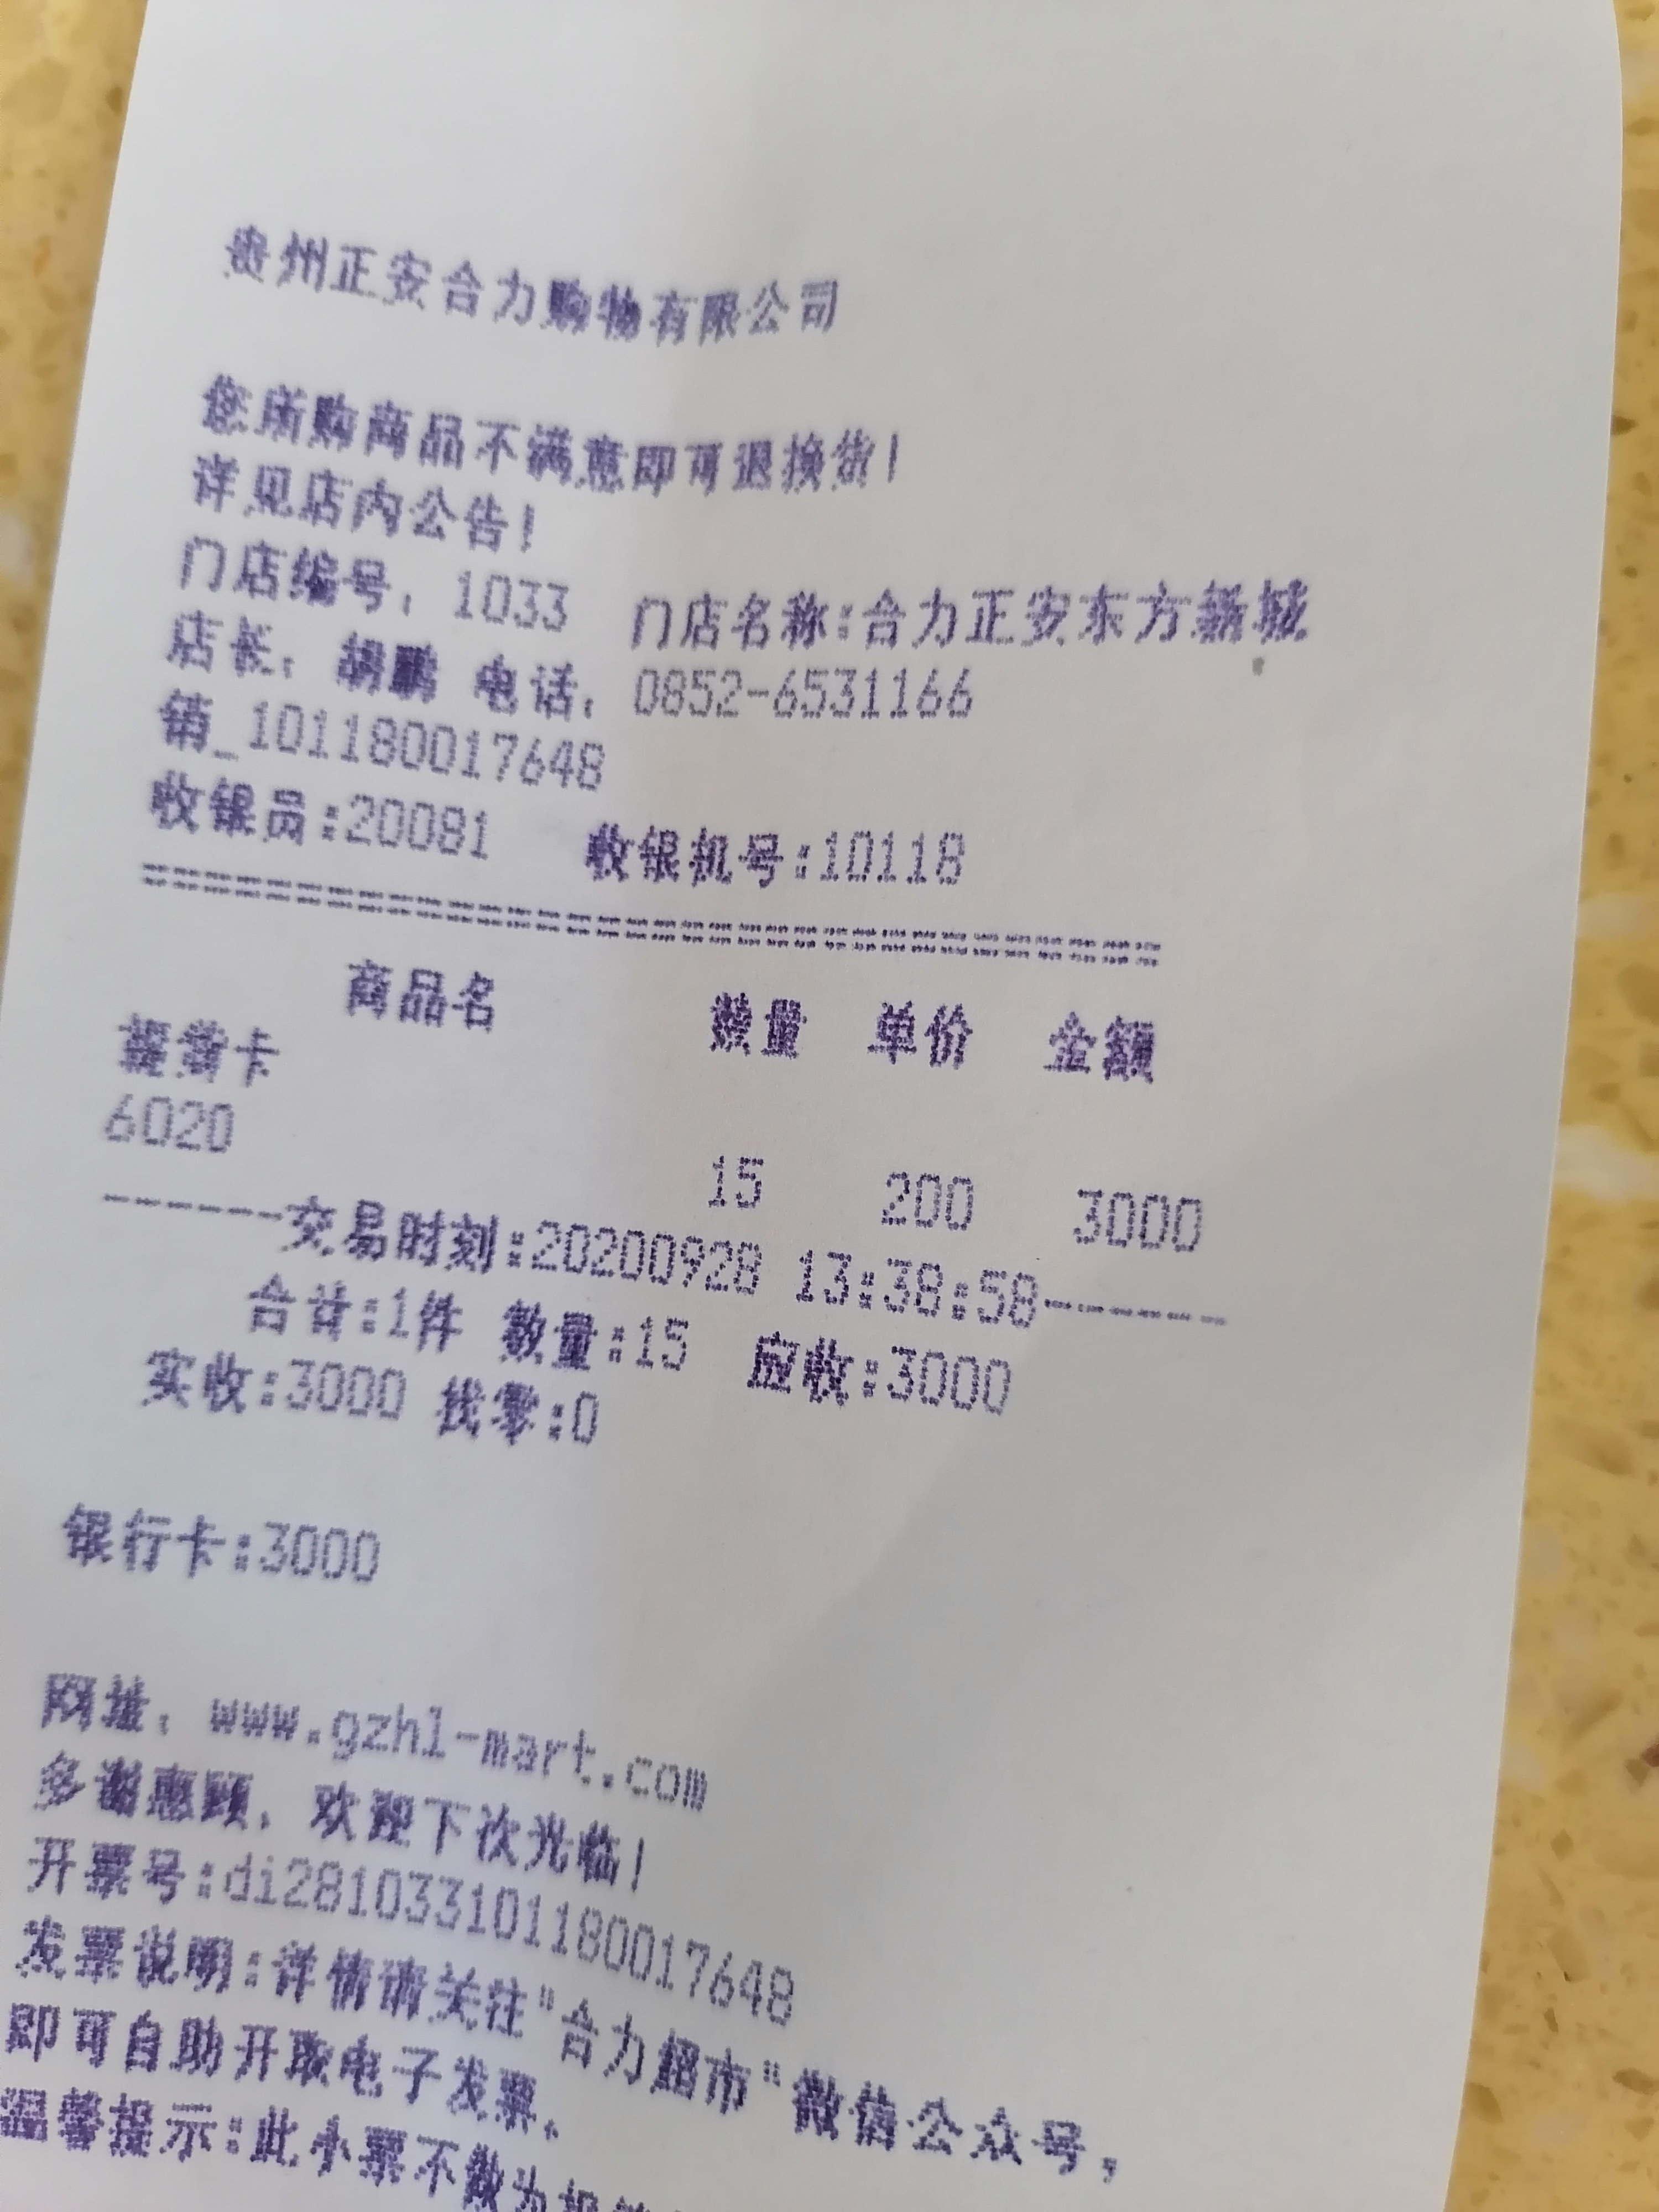 贵州正安合力购物有限公司
您所购商品不满意即可退换货!
详见店内公告!
门店编号: 1033 门店名称:合力正安东方新城
店长: 胡鹏 电话: 0852-6531166
销_101180017648
收银员:20081 收银机号:10118
================================
商品名 数量 单价 金额
提货卡
6020
15 200 3000
------交易时刻:20200928 13:38:58------
合计:1件 数量:15 应收:3000
实收:3000 找零:0
银行卡:3000
网址: www.gzhl-mart.com
多谢惠顾, 欢迎下次光临!
开票号:di281033101180017648
发票说明:详情请关注"合力超市"微信公众号,
即可自助开取电子发票.
温馨提示:此小票不做为报销